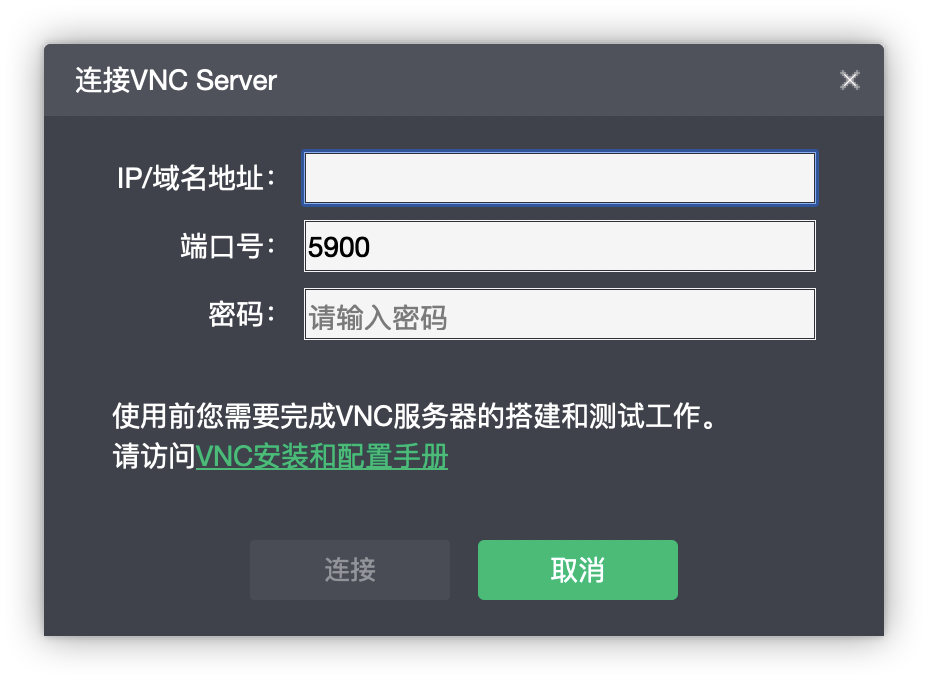 连接VNC Server
IP/域名地址：
端口号：5900
密码：请输入密码
使用前您需要完成VNC服务器的搭建和测试工作。
请访问VNC安装和配置手册
连接 取消